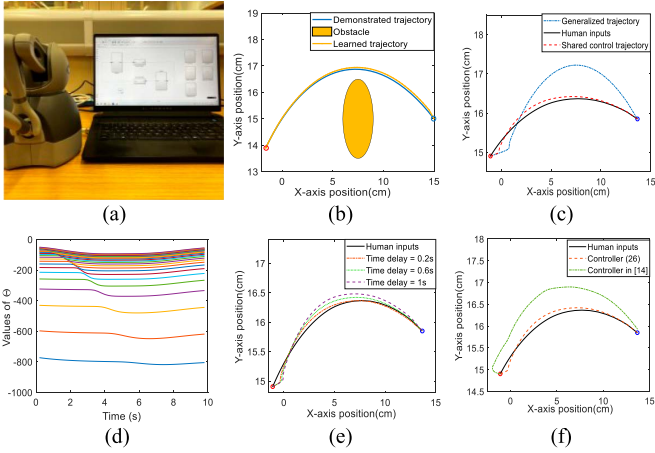 (a)
19
18
17
16
15
14
13
0
5
10
15
Y-axis position(cm)
X-axis position(cm)
Demonstrated trajectory
Obstacle
Learned trajectory
(b)
18
17
16
15
0
5
10
15
Y-axis position(cm)
X-axis position(cm)
Generalized trajectory
Human inputs
Shared control trajectory
(c)
0
-200
-400
-600
-800
-1000
0
2
4
6
8
10
Values of Θ
Time (s)
(d)
17
16.5
16
15.5
15
0
5
10
15
Y-axis position(cm)
X-axis position(cm)
Human inputs
Time delay = 0.2s
Time delay = 0.6s
Time delay = 1s
(e)
18
17.5
17
16.5
16
15.5
15
14.5
0
5
10
15
Y-axis position(cm)
X-axis position(cm)
Human inputs
Controller (26)
Controller in [14]
(f)